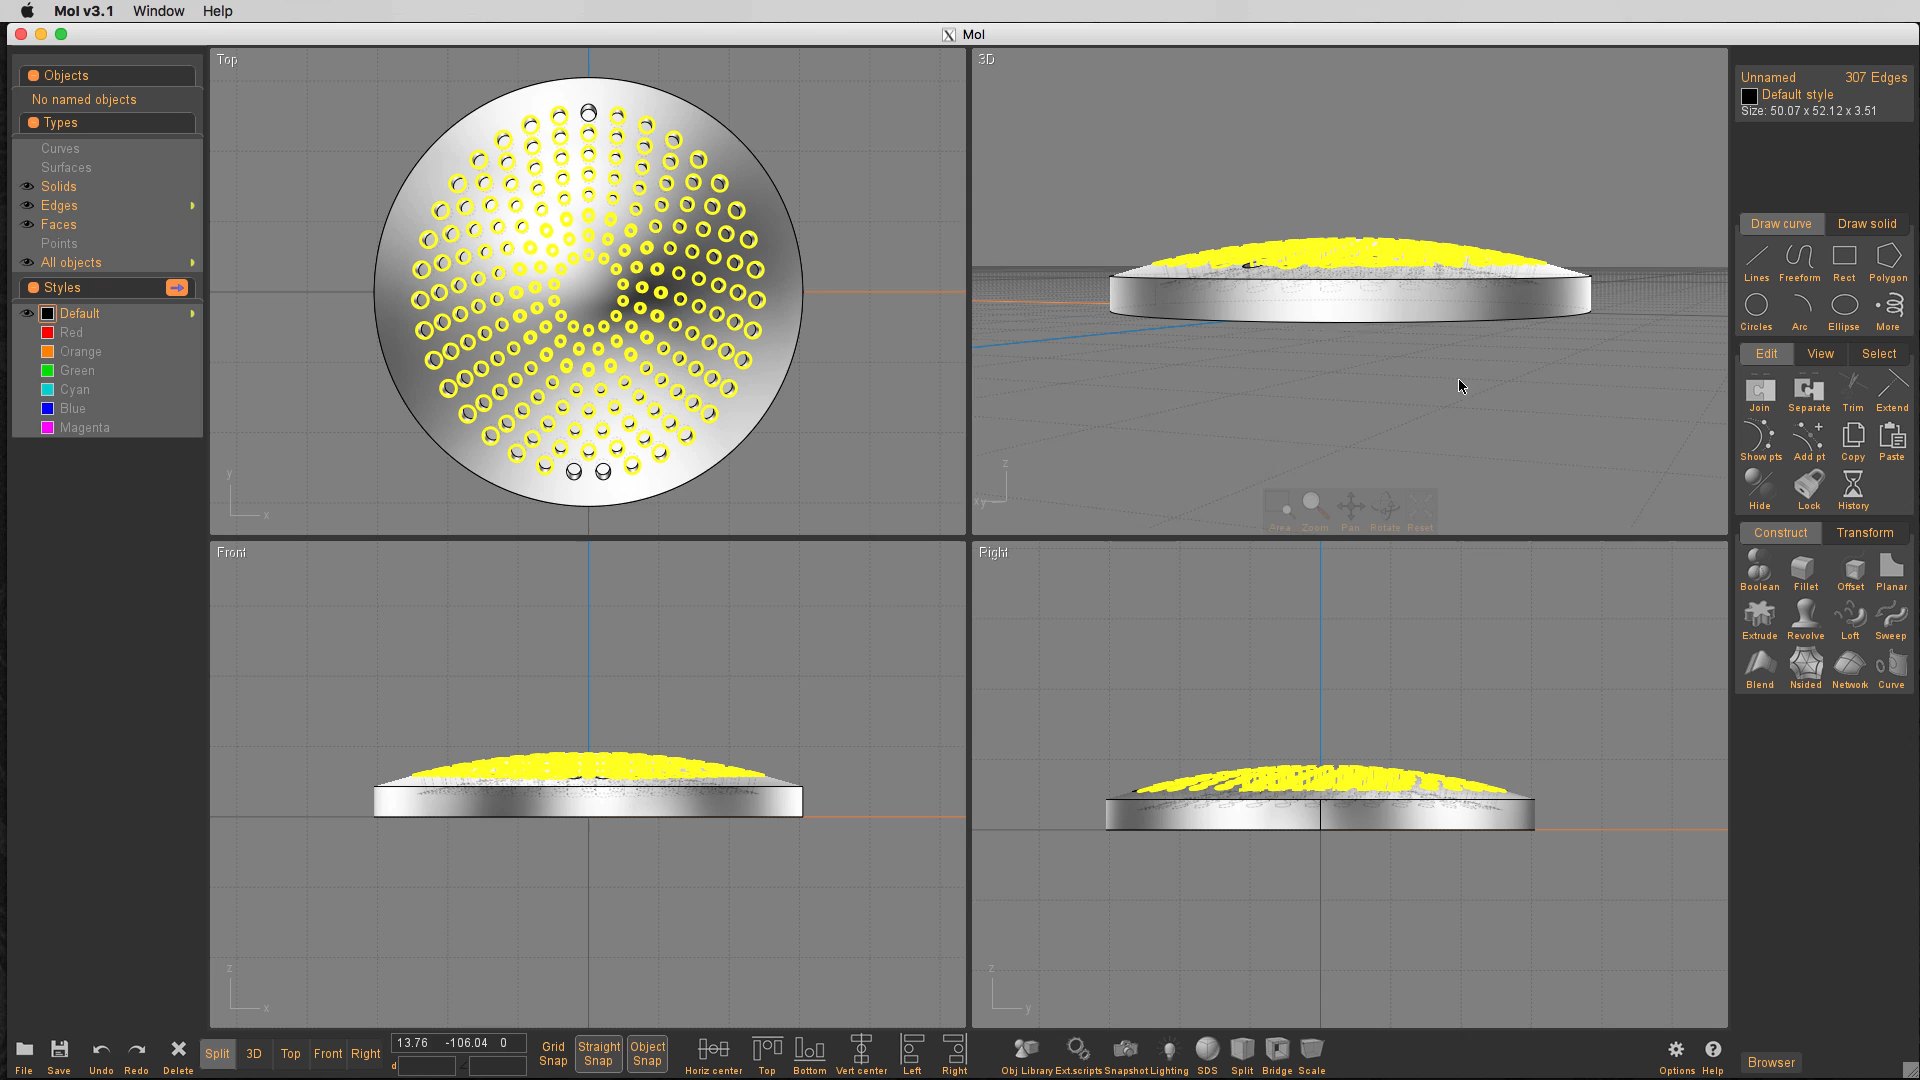 MoI v3.1 Window Help
MoI
Objects
No named objects
Types
Curves
Surfaces
Solids
Edges
Faces
Points
All objects
Styles
Default
Red
Orange
Green
Cyan
Blue
Magenta
Top
y
x
3D
z
xy
Area Zoom Pan Rotate Reset
Front
z
x
Right
z
y
Unnamed 307 Edges
Default style
Size: 50.07 x 52.12 x 3.51
Draw curve Draw solid
Lines Freeform Rect Polygon
Circles Arc Ellipse More
Edit View Select
Join Separate Trim Extend
Show pts Add pt Copy Paste
Hide Lock History
Construct Transform
Boolean Fillet Offset Planar
Extrude Revolve Loft Sweep
Blend Nsided Network Curve
File Save Undo Redo Delete
Split 3D Top Front Right
13.76 -106.04 0
d
Grid Snap
Straight Snap
Object Snap
Horiz center Top Bottom Vert center Left Right
Obj Library Ext.scripts Snapshot Lighting SDS Split Bridge Scale
Options Help
Browser